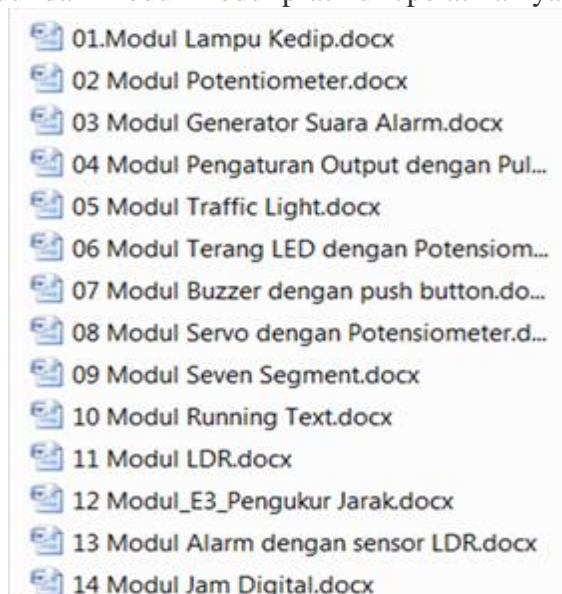 01.Modul Lampu Kedip.docx
02 Modul Potentiometer.docx
03 Modul Generator Suara Alarm.docx
04 Modul Pengaturan Output dengan Pul...
05 Modul Traffic Light.docx
06 Modul Terang LED dengan Potensiom...
07 Modul Buzzer dengan push button.do...
08 Modul Servo dengan Potensiometer.d...
09 Modul Seven Segment.docx
10 Modul Running Text.docx
11 Modul LDR.docx
12 Modul_E3_Pengukur Jarak.docx
13 Modul Alarm dengan sensor LDR.docx
14 Modul Jam Digital.docx